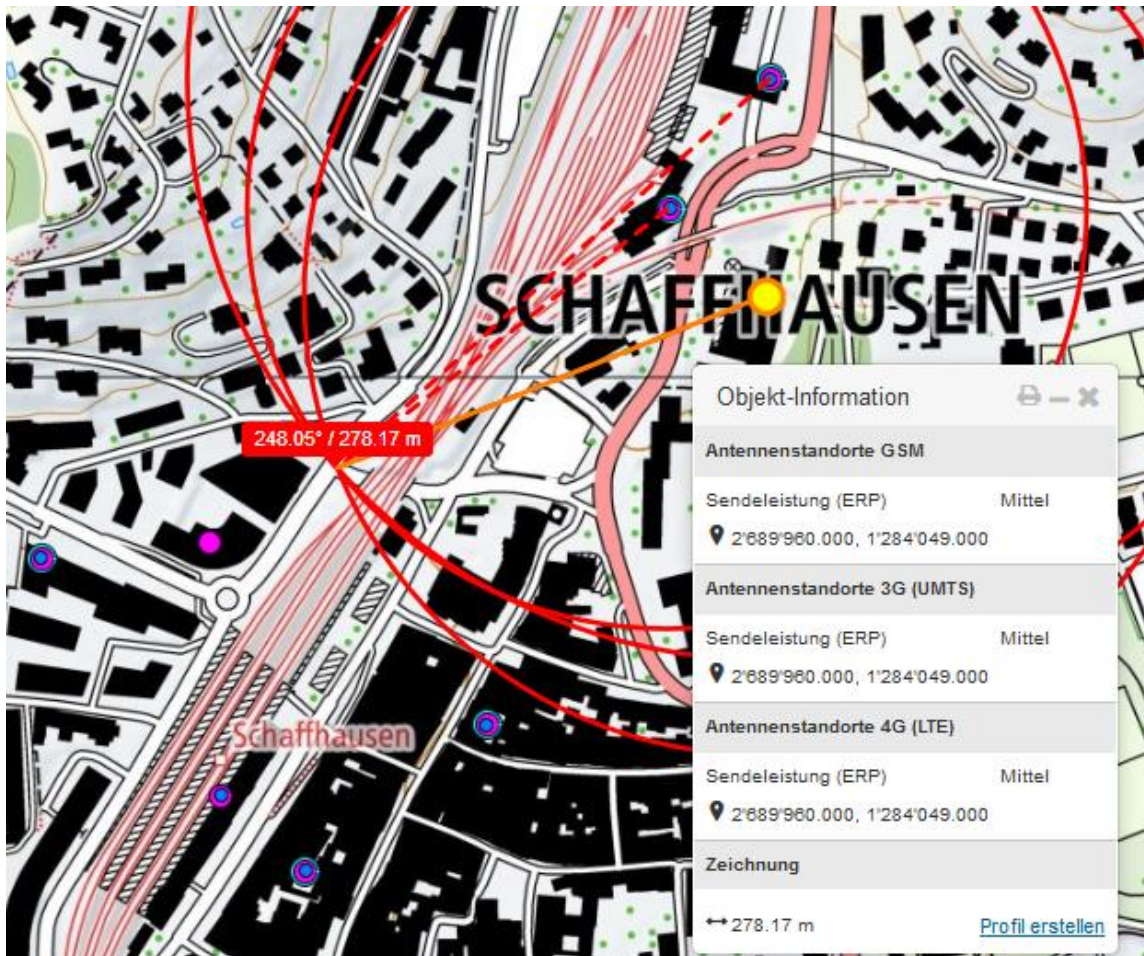 SCHAFFHAUSEN
248.05° / 278.17 m
Schaffhausen
Objekt-Information
Antennenstandorte GSM
Sendeleistung (ERP) Mittel
2'689'960.000, 1'284'049.000
Antennenstandorte 3G (UMTS)
Sendeleistung (ERP) Mittel
2'689'960.000, 1'284'049.000
Antennenstandorte 4G (LTE)
Sendeleistung (ERP) Mittel
2'689'960.000, 1'284'049.000
Zeichnung
278.17 m Profil erstellen